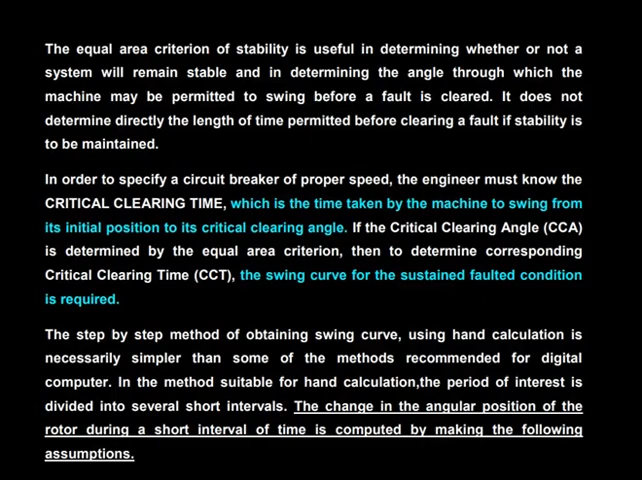 The equal area criterion of stability is useful in determining whether or not a
system will remain stable and in determining the angle through which the
machine may be permitted to swing before a fault is cleared. It does not
determine directly the length of time permitted before clearing a fault if stability is
to be maintained.
In order to specify a circuit breaker of proper speed, the engineer must know the
CRITICAL CLEARING TIME, which is the time taken by the machine to swing from
its initial position to its critical clearing angle. If the Critical Clearing Angle (CCA)
is determined by the equal area criterion, then to determine corresponding
Critical Clearing Time (CCT), the swing curve for the sustained faulted condition
is required.
The step by step method of obtaining swing curve, using hand calculation is
necessarily simpler than some of the methods recommended for digital
computer. In the method suitable for hand calculation,the period of interest is
divided into several short intervals. The change in the angular position of the
rotor during a short interval of time is computed by making the following
assumptions.